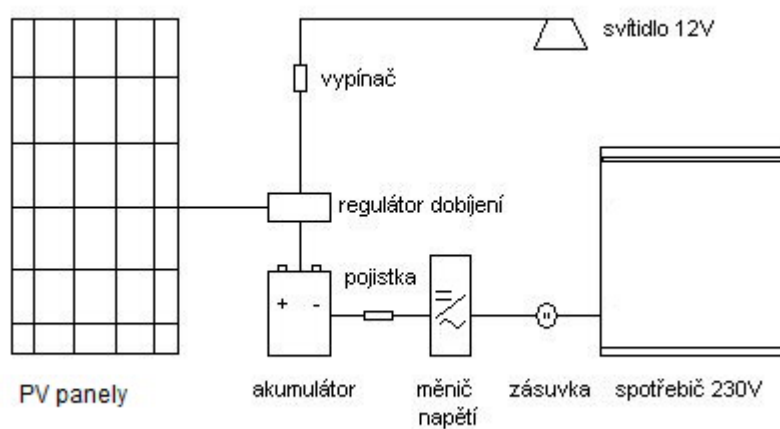 svítidlo 12V
vypínač
regulátor dobíjení
pojistka
+ -
PV panely
akumulátor
měnič
napětí
zásuvka
spotřebič 230V